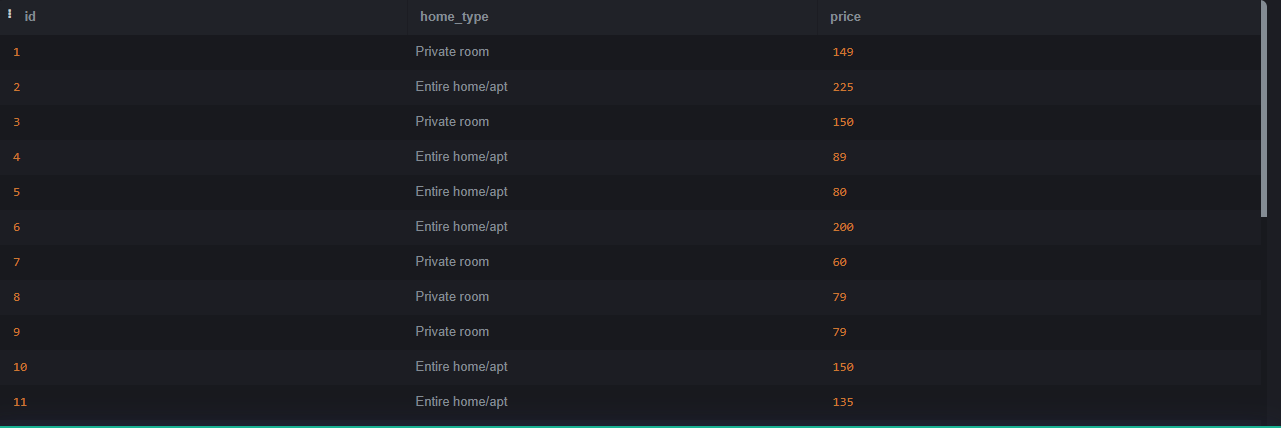 id home_type price
1 Private room 149
2 Entire home/apt 225
3 Private room 150
4 Entire home/apt 89
5 Entire home/apt 80
6 Entire home/apt 200
7 Private room 60
8 Private room 79
9 Private room 79
10 Entire home/apt 150
11 Entire home/apt 135